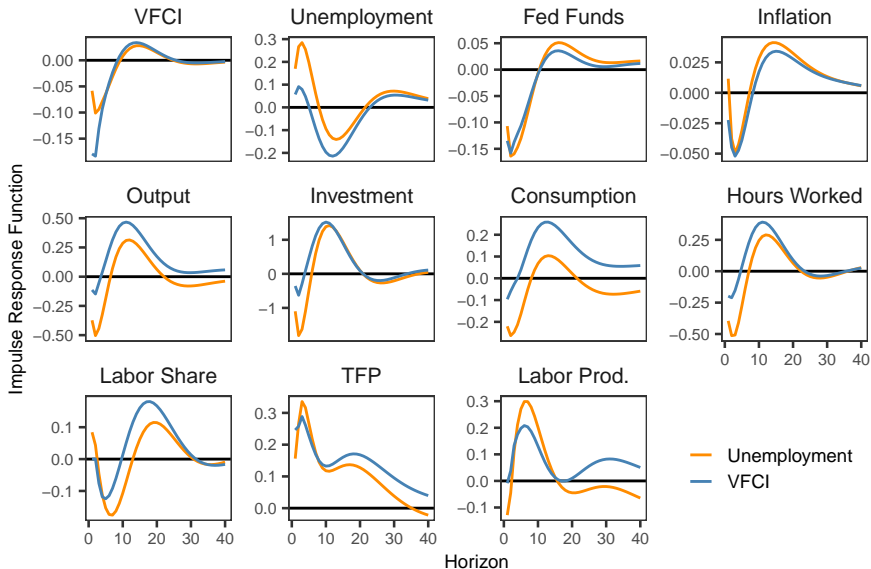 VFCI
Unemployment
Fed Funds
Inflation
0.00
−0.05
−0.10
−0.15
0.3
0.2
0.1
0.0
−0.1
−0.2
0.05
0.00
−0.05
−0.10
−0.15
0.025
0.000
−0.025
−0.050
Impulse Response Function
Output
Investment
Consumption
Hours Worked
0.50
0.25
0.00
−0.25
−0.50
1
0
−1
0.2
0.1
0.0
−0.1
−0.2
0.25
0.00
−0.25
−0.50
0 10 20 30 40
Labor Share
TFP
Labor Prod.
0.1
0.0
−0.1
0.3
0.2
0.1
0.0
0.3
0.2
0.1
0.0
−0.1
0 10 20 30 40
0 10 20 30 40
0 10 20 30 40
Horizon
Unemployment
VFCI